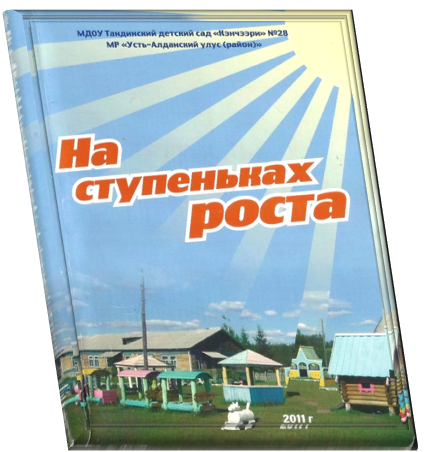 МДОУ Тандинский детский сад «Кэнчээри» №28
МР «Усть-Алданский улус (район)»
На
ступеньках
роста
2011 г